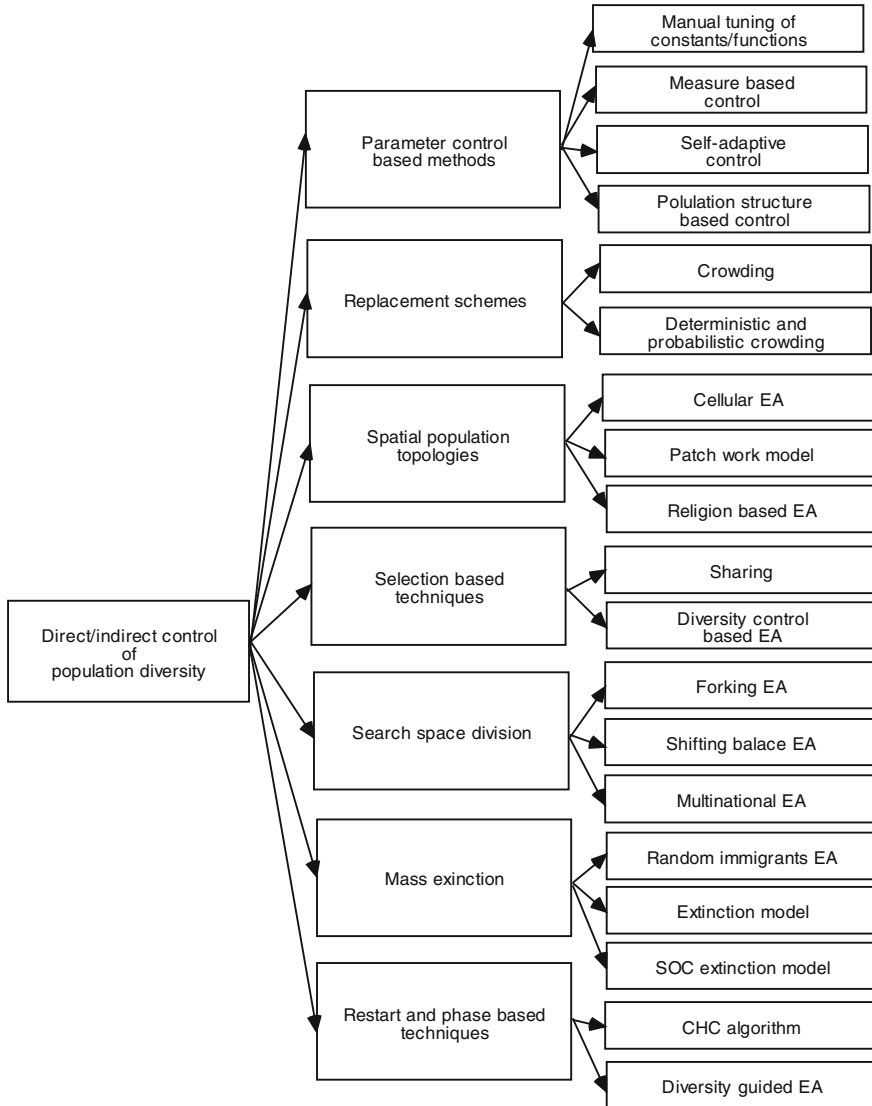 Manual tuning of
constants/functions
Measure based
control
Parameter control
based methods
Self-adaptive
control
Polulation structure
based control
Crowding
Replacement schemes
Deterministic and
probabilistic crowding
Cellular EA
Spatial population
topologies
Patch work model
Religion based EA
Selection based
techniques
Sharing
Diversity control
based EA
Direct/indirect control
of
population diversity
Forking EA
Search space division
Shifting balace EA
Multinational EA
Random immigrants EA
Mass exinction
Extinction model
SOC extinction model
Restart and phase based
techniques
CHC algorithm
Diversity guided EA